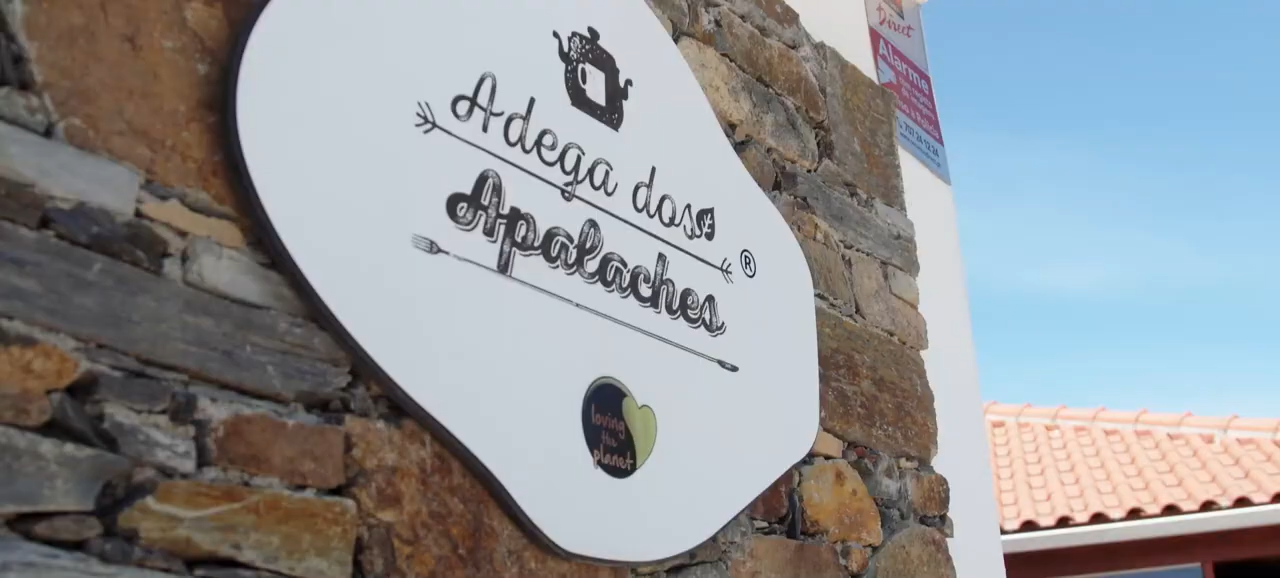 Adega dos
Apalaches
®
loving
the
planet
Direct
Alarme